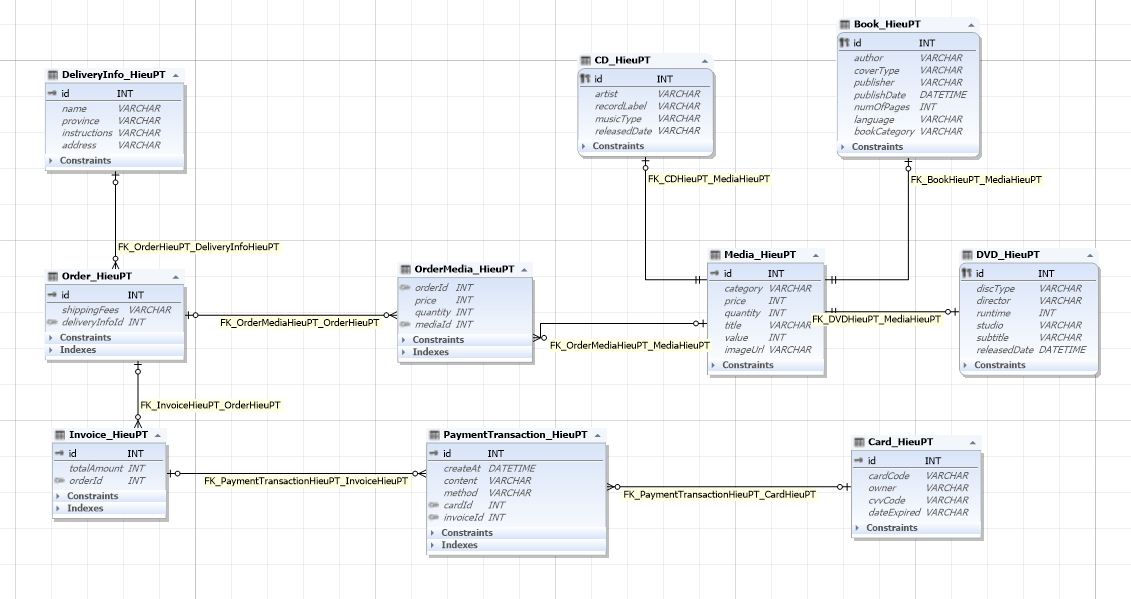 Book_HieuPT
id INT
author VARCHAR
coverType VARCHAR
publisher VARCHAR
publishDate DATETIME
numOfPages INT
language VARCHAR
bookCategory VARCHAR
Constraints
CD_HieuPT
id INT
artist VARCHAR
recordLabel VARCHAR
musicType VARCHAR
releasedDate VARCHAR
Constraints
DeliveryInfo_HieuPT
id INT
name VARCHAR
province VARCHAR
instructions VARCHAR
address VARCHAR
Constraints
FK_CDHieuPT_MediaHieuPT
FK_BookHieuPT_MediaHieuPT
FK_OrderHieuPT_DeliveryInfoHieuPT
Order_HieuPT
id INT
shippingFees VARCHAR
deliveryInfoId INT
Constraints
Indexes
FK_OrderMediaHieuPT_OrderHieuPT
OrderMedia_HieuPT
orderId INT
price INT
quantity INT
mediaId INT
Constraints
Indexes
FK_OrderMediaHieuPT_MediaHieuPT
Media_HieuPT
id INT
category VARCHAR
price INT
quantity INT
title VARCHAR
value INT
imageUrl VARCHAR
Constraints
FK_DVDHieuPT_MediaHieuPT
DVD_HieuPT
id INT
discType VARCHAR
director VARCHAR
runtime INT
studio VARCHAR
subtitle VARCHAR
releasedDate DATETIME
Constraints
FK_InvoiceHieuPT_OrderHieuPT
Invoice_HieuPT
id INT
totalAmount INT
orderId INT
Constraints
Indexes
FK_PaymentTransactionHieuPT_InvoiceHieuPT
PaymentTransaction_HieuPT
id INT
createAt DATETIME
content VARCHAR
method VARCHAR
cardId INT
invoiceId INT
Constraints
Indexes
FK_PaymentTransactionHieuPT_CardHieuPT
Card_HieuPT
id INT
cardCode VARCHAR
owner VARCHAR
cvvCode VARCHAR
dateExpired VARCHAR
Constraints